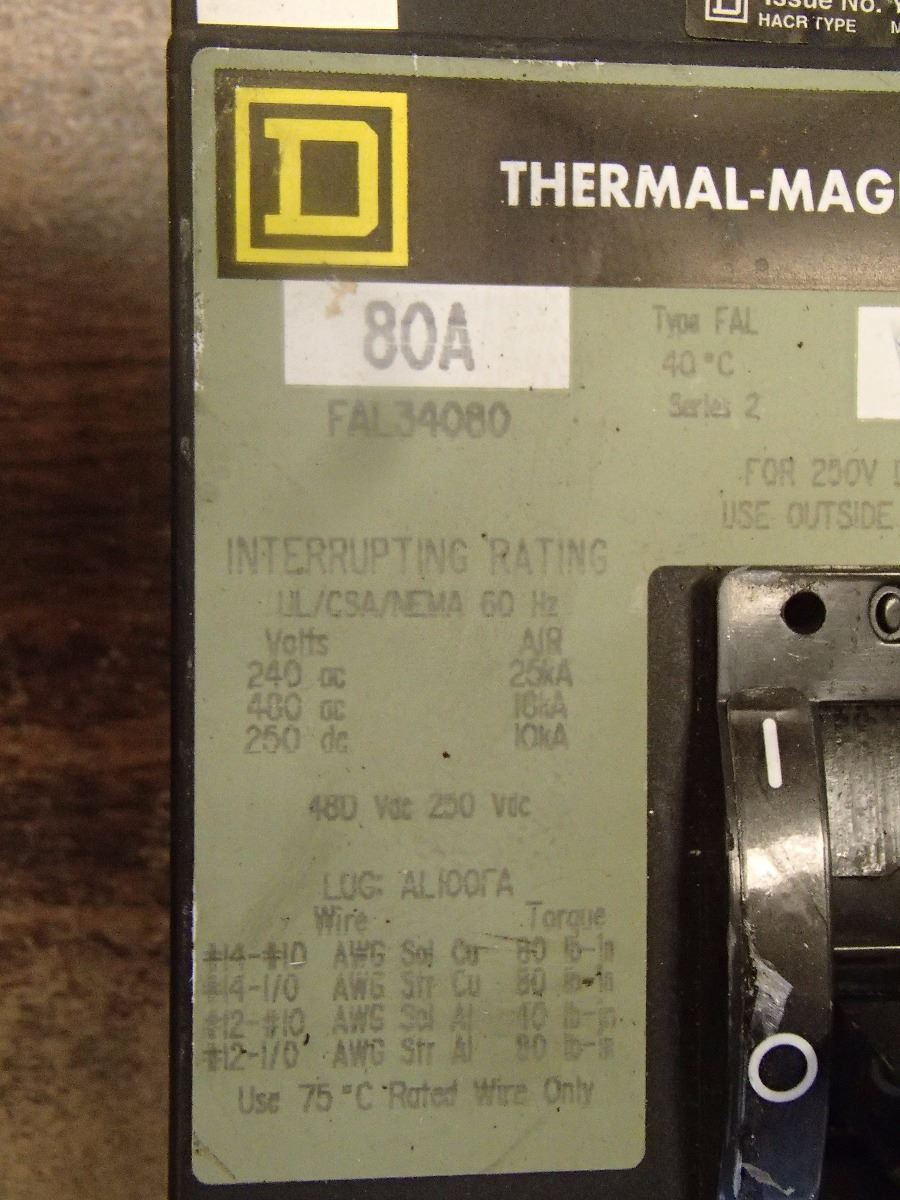 Issue No.
HACR TYPE
D
THERMAL-MAG
80A
FAL34080
Type FAL
40°C
Series 2
FOR 250V
USE OUTSIDE
INTERRUPTING RATING
UL/CSA/NEMA 60 Hz
Volts AIR
240 ac 25kA
480 ac 18kA
250 dc 10kA
480 Vac 250 Vdc
LUG: AL100FA
Wire Torque
#14-#10 AWG Sol Cu 80 lb-in
#14-1/0 AWG Str Cu 80 lb-in
#12-#10 AWG Sol Al 40 lb-in
#12-1/0 AWG Str Al 80 lb-in
Use 75°C Rated Wire Only